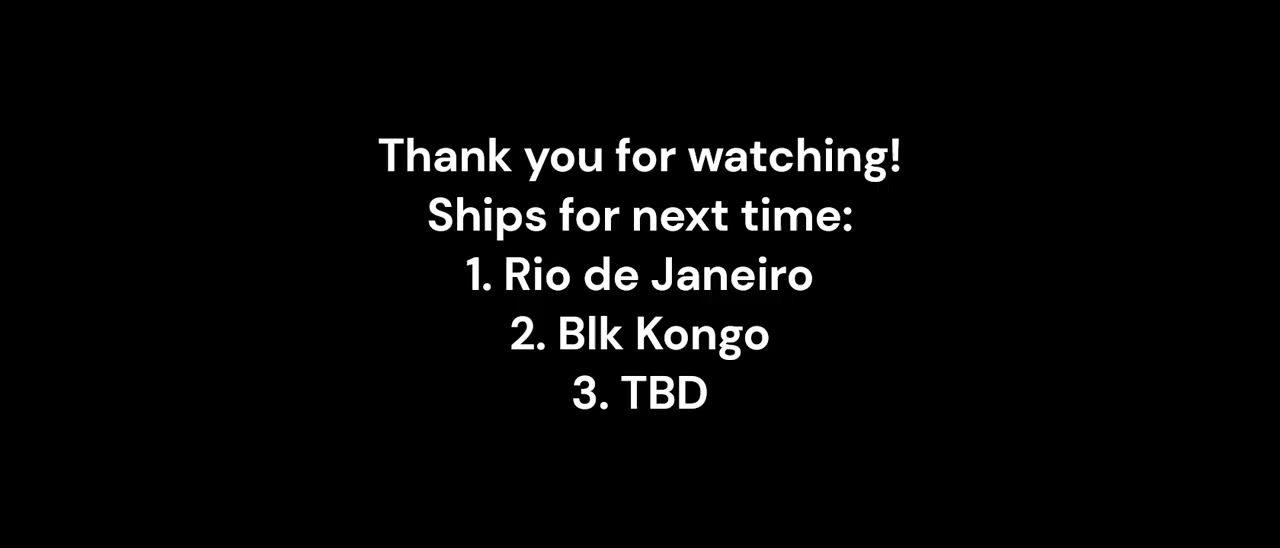 Thank you for watching!
Ships for next time:
1. Rio de Janeiro
2. Blk Kongo
3. TBD